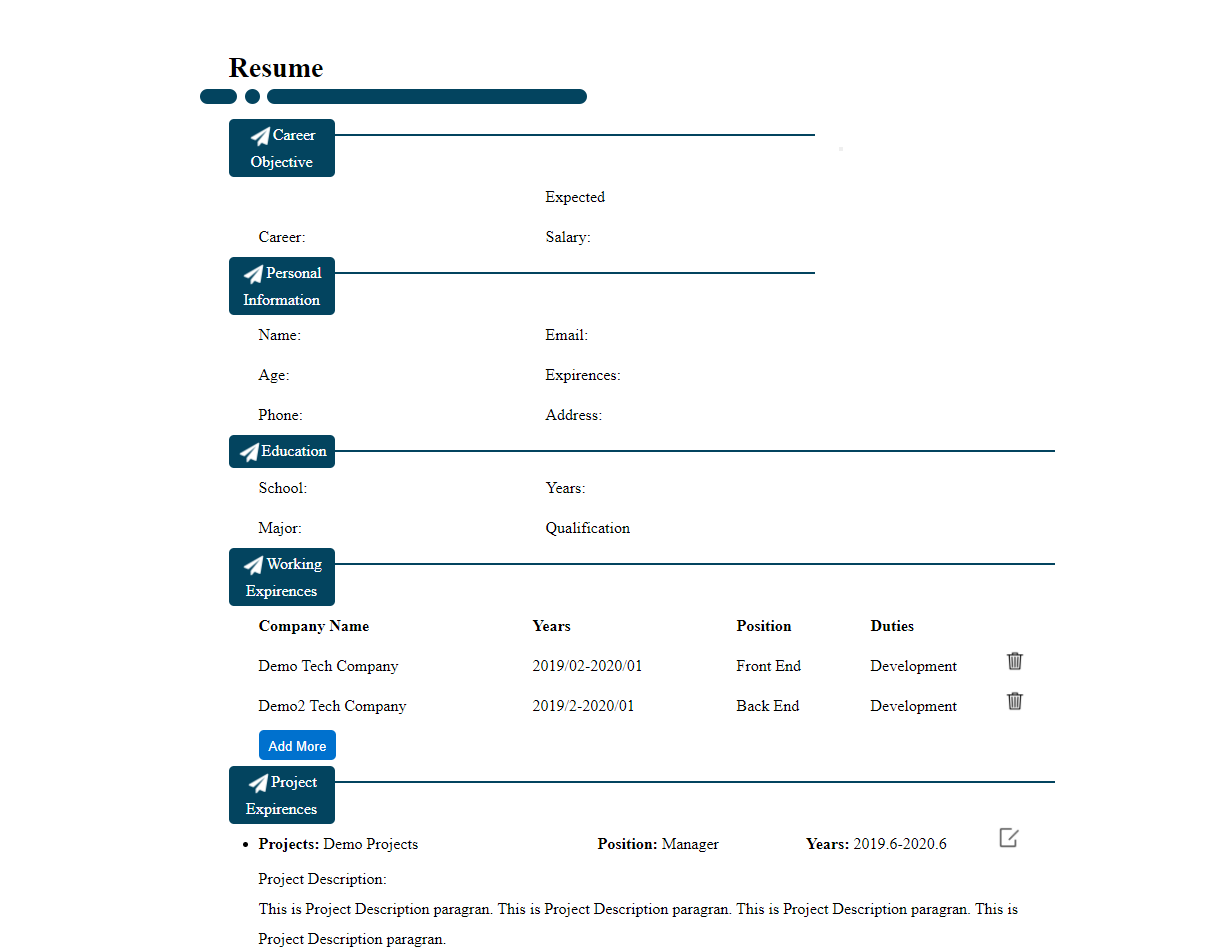 Resume
Career
Objective
Expected
Career: Salary:
Personal
Information
Name: Email:
Age: Expirences:
Phone: Address:
Education
School: Years:
Major: Qualification
Working
Expirences
Company Name Years Position Duties
Demo Tech Company 2019/02-2020/01 Front End Development
Demo2 Tech Company 2019/2-2020/01 Back End Development
Add More
Project
Expirences
• Projects: Demo Projects Position: Manager Years: 2019.6-2020.6
Project Description:
This is Project Description paragran. This is Project Description paragran. This is Project Description paragran. This is
Project Description paragran.